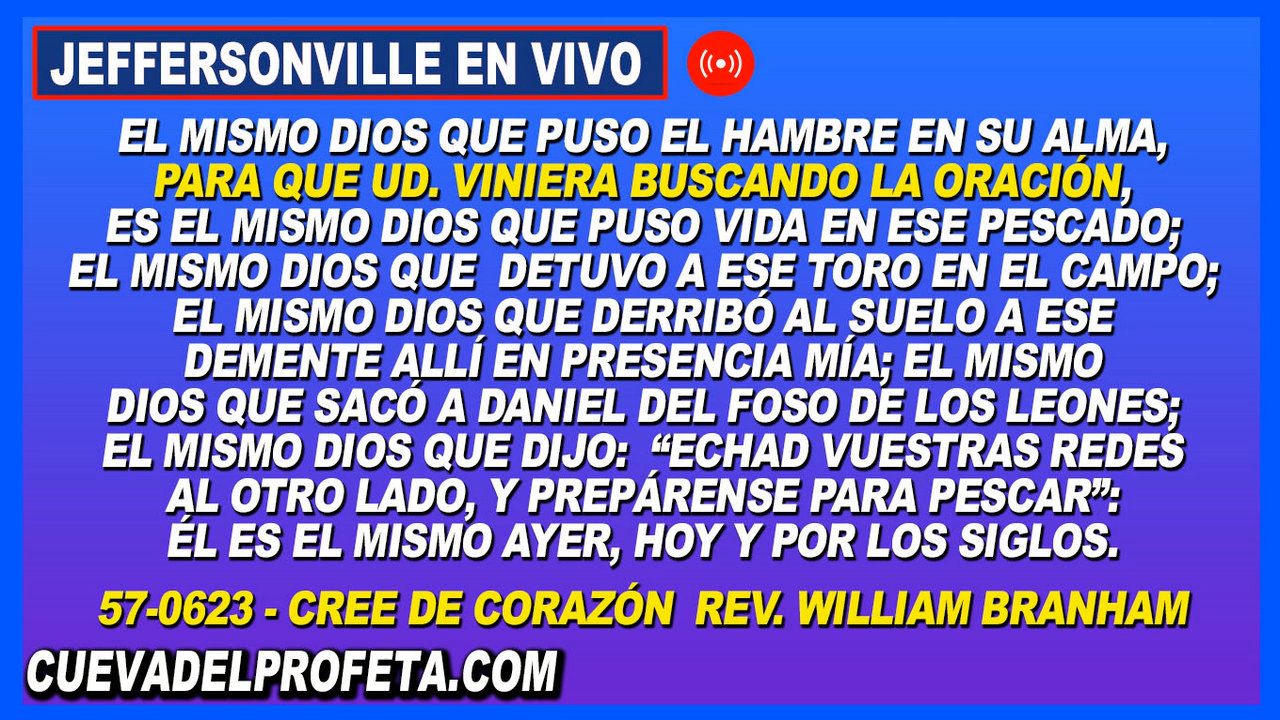 JEFFERSONVILLE EN VIVO
EL MISMO DIOS QUE PUSO EL HAMBRE EN SU ALMA,
PARA QUE UD. VINIERA BUSCANDO LA ORACIÓN,
ES EL MISMO DIOS QUE PUSO VIDA EN ESE PESCADO;
EL MISMO DIOS QUE DETUVO A ESE TORO EN EL CAMPO;
EL MISMO DIOS QUE DERRIBÓ AL SUELO A ESE
DEMENTE ALLÍ EN PRESENCIA MÍA; EL MISMO
DIOS QUE SACÓ A DANIEL DEL FOSO DE LOS LEONES;
EL MISMO DIOS QUE DIJO: “ECHAD VUESTRAS REDES
AL OTRO LADO, Y PREPÁRENSE PARA PESCAR”:
ÉL ES EL MISMO AYER, HOY Y POR LOS SIGLOS.
57-0623 - CREE DE CORAZÓN REV. WILLIAM BRANHAM
CUEVADELPROFETA.COM